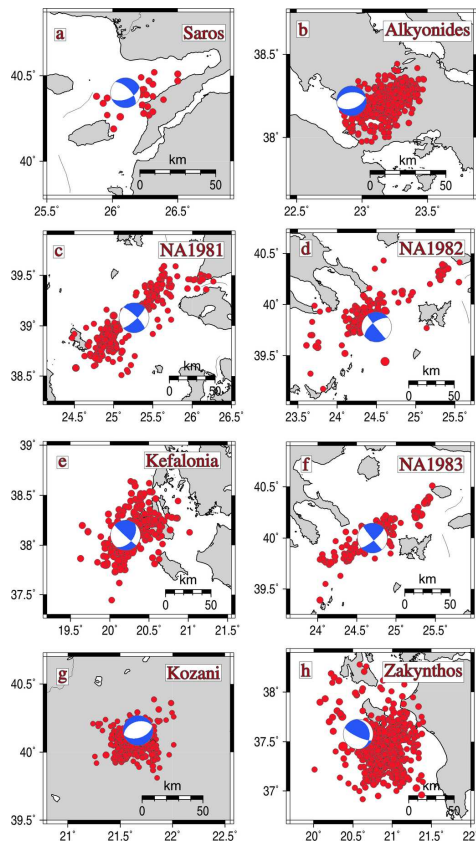 a Saros
40.5˚
40˚
km
0 50
25.5˚ 26˚ 26.5˚
b Alkyonides
38.5˚
38˚
km
0 50
22.5˚ 23˚ 23.5˚
c NA1981
39.5˚
39˚
38.5˚
km
0 50
24.5˚ 25˚ 25.5˚ 26˚ 26.5˚
d NA1982
40.5˚
40˚
39.5˚
km
0 50
23.5˚ 24˚ 24.5˚ 25˚ 25.5˚
e Kefalonia
39˚
38.5˚
38˚
37.5˚
km
0 50
19.5˚ 20˚ 20.5˚ 21˚ 21.5˚
f NA1983
40.5˚
40˚
39.5˚
km
0 50
24˚ 24.5˚ 25˚ 25.5˚
g Kozani
40.5˚
40˚
39.5˚
km
0 50
21˚ 21.5˚ 22˚ 22.5˚
h Zakynthos
38˚
37.5˚
37˚
km
0 50
20˚ 20.5˚ 21˚ 21.5˚ 22